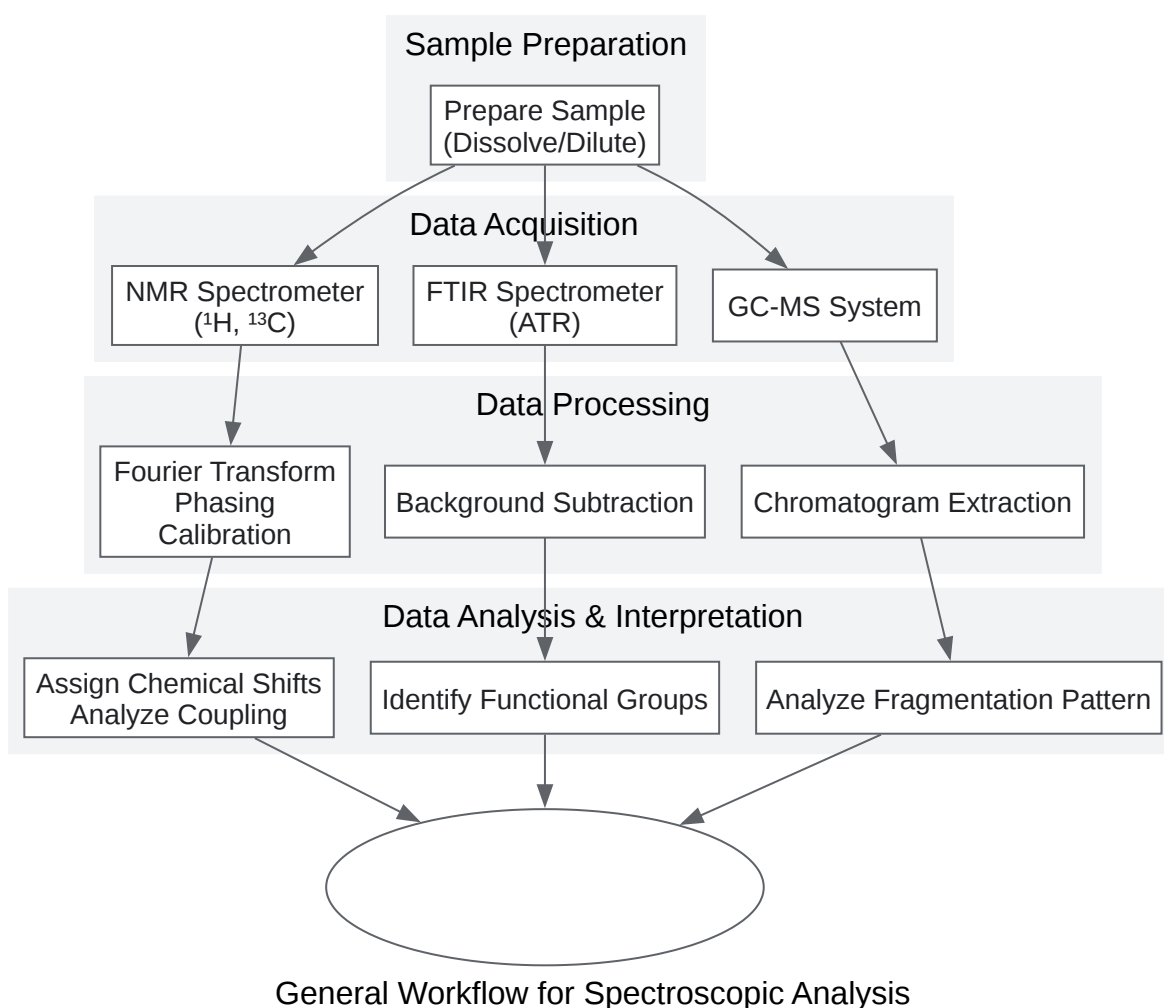 Sample Preparation
Prepare Sample
(Dissolve/Dilute)
Data Acquisition
NMR Spectrometer
(¹H, ¹³C)
FTIR Spectrometer
(ATR)
GC-MS System
Data Processing
Fourier Transform
Phasing
Calibration
Background Subtraction
Chromatogram Extraction
Data Analysis & Interpretation
Assign Chemical Shifts
Analyze Coupling
Identify Functional Groups
Analyze Fragmentation Pattern
General Workflow for Spectroscopic Analysis